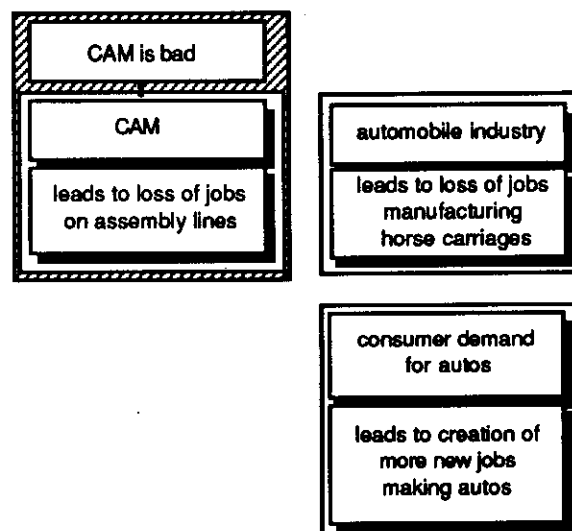 CAM is bad
CAM
leads to loss of jobs
on assembly lines
automobile industry
leads to loss of jobs
manufacturing
horse carriages
consumer demand
for autos
leads to creation of
more new jobs
making autos